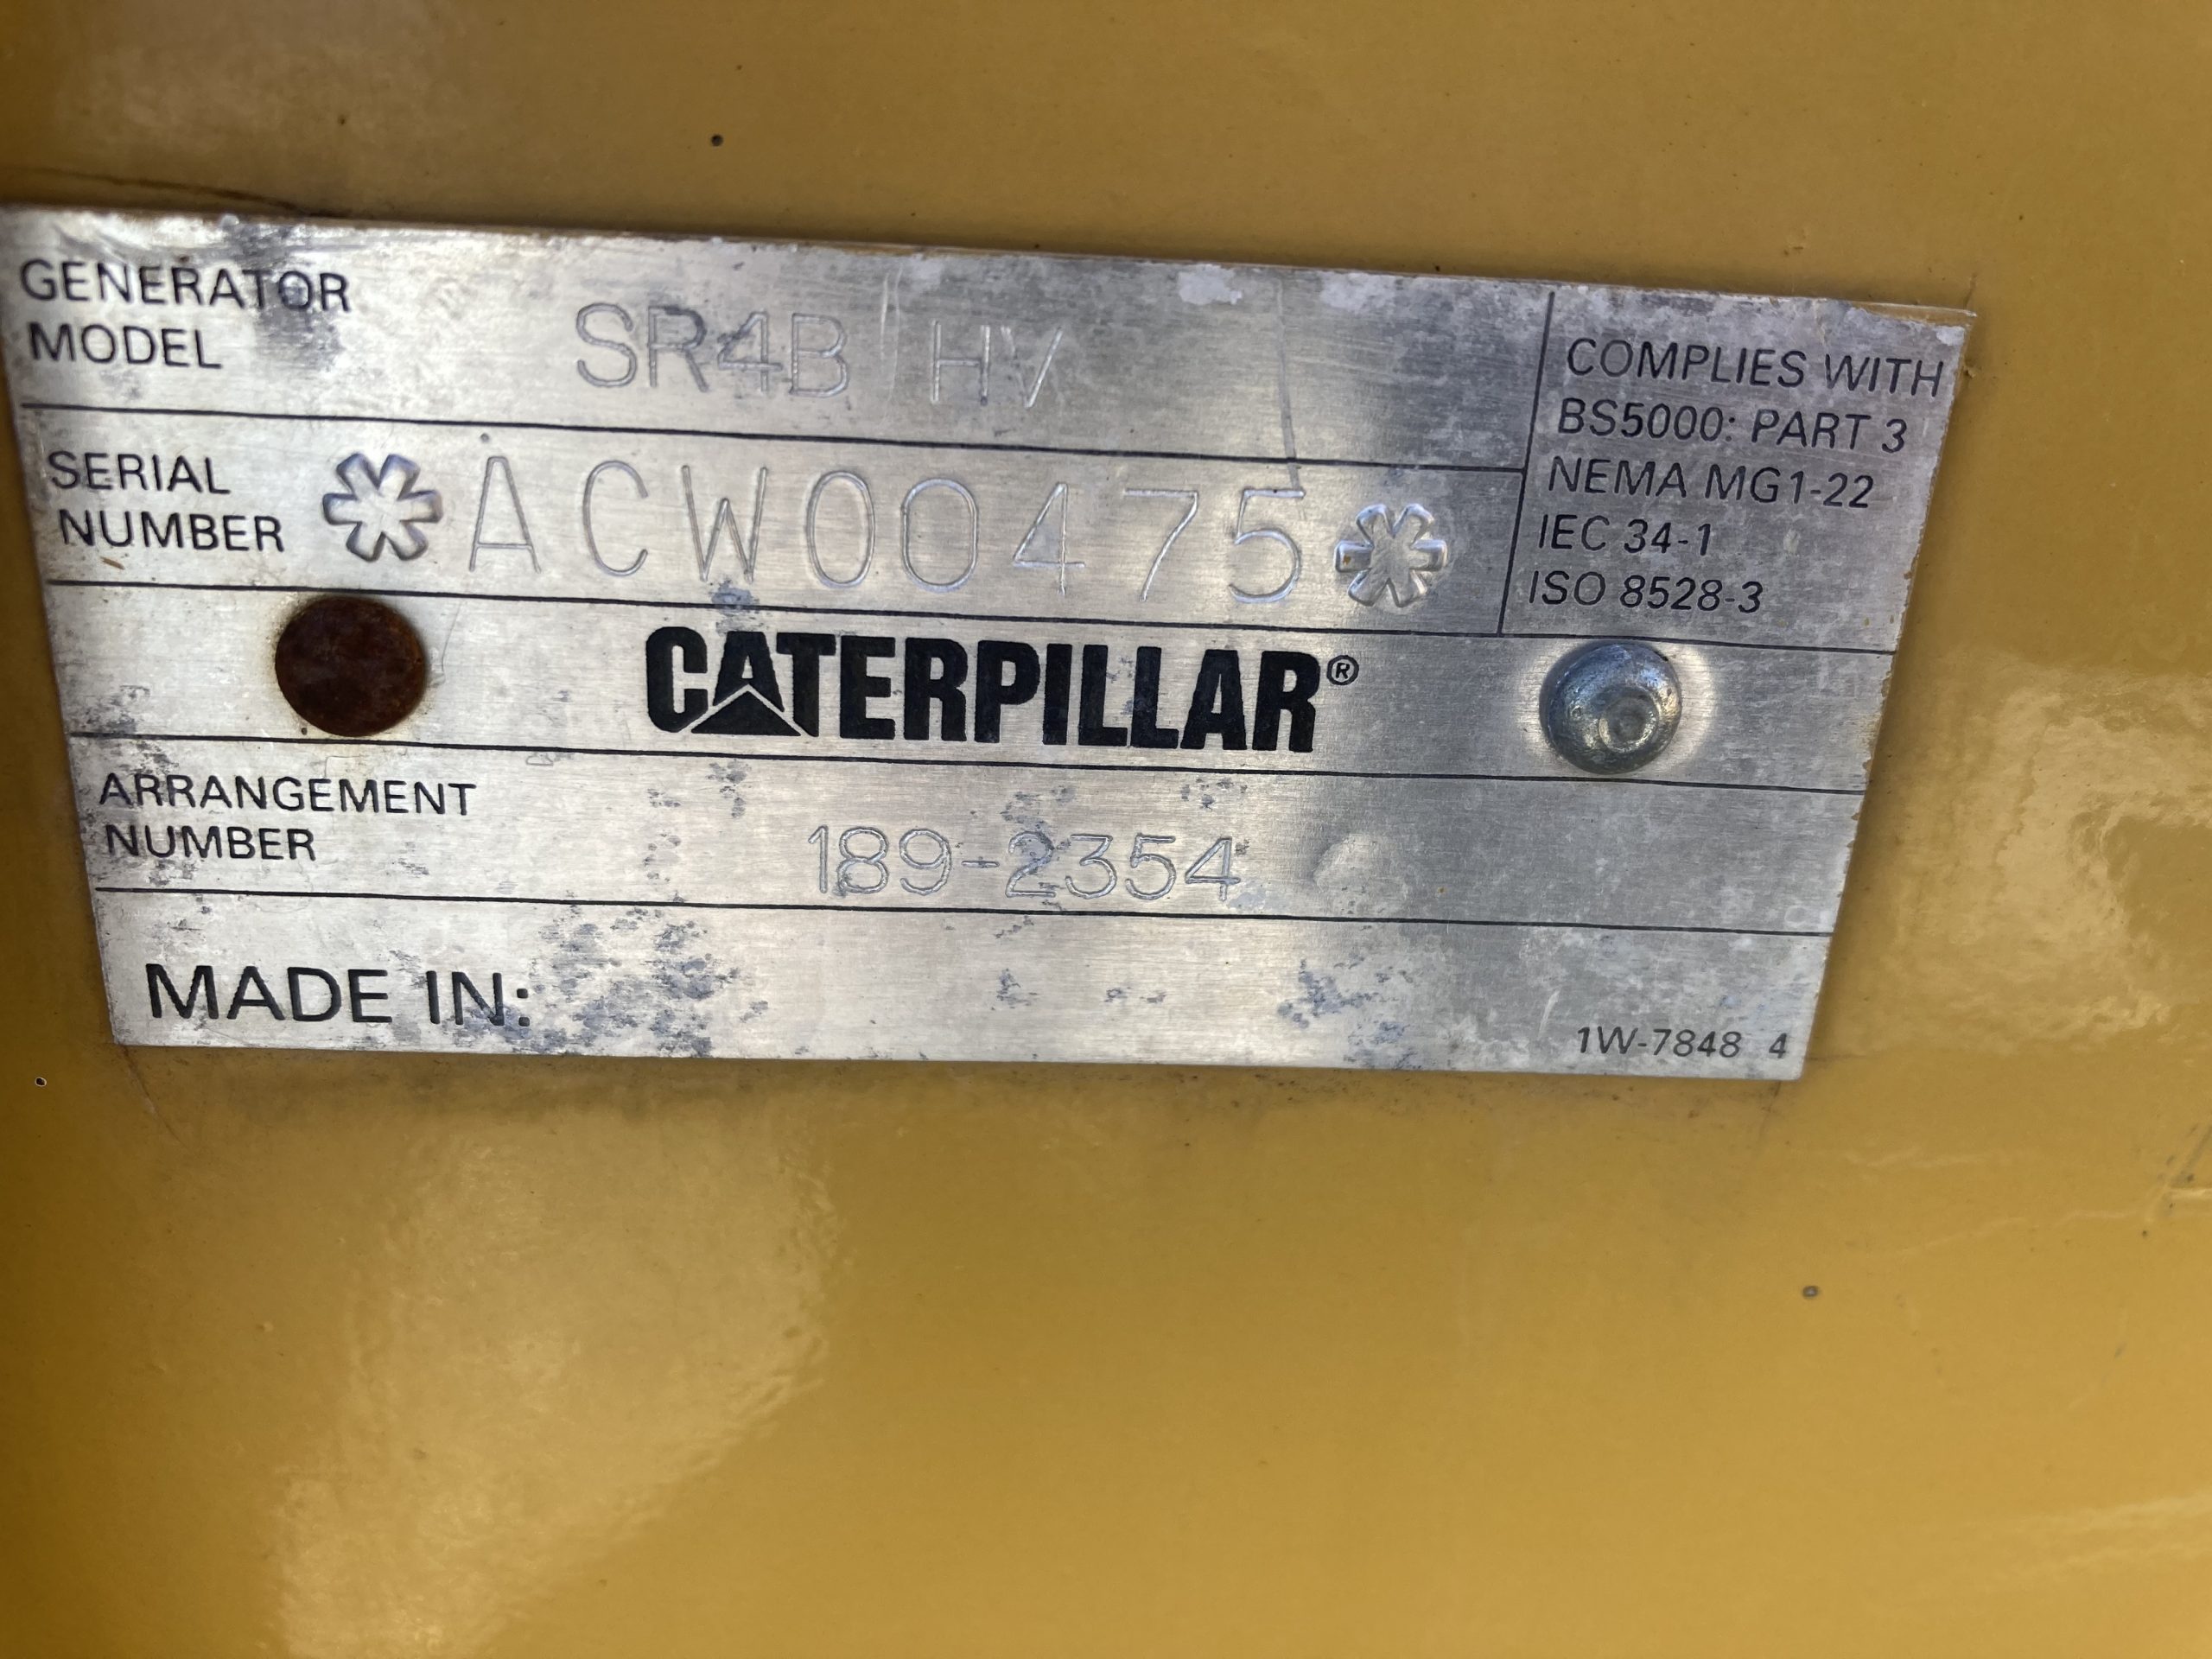 GENERATOR
MODEL
SR4B HV
SERIAL
NUMBER
*ACW00475*
COMPLIES WITH
BS5000: PART 3
NEMA MG1-22
IEC 34-1
ISO 8528-3
CATERPILLAR®
ARRANGEMENT
NUMBER
189-2354
MADE IN:
1W-7848 4